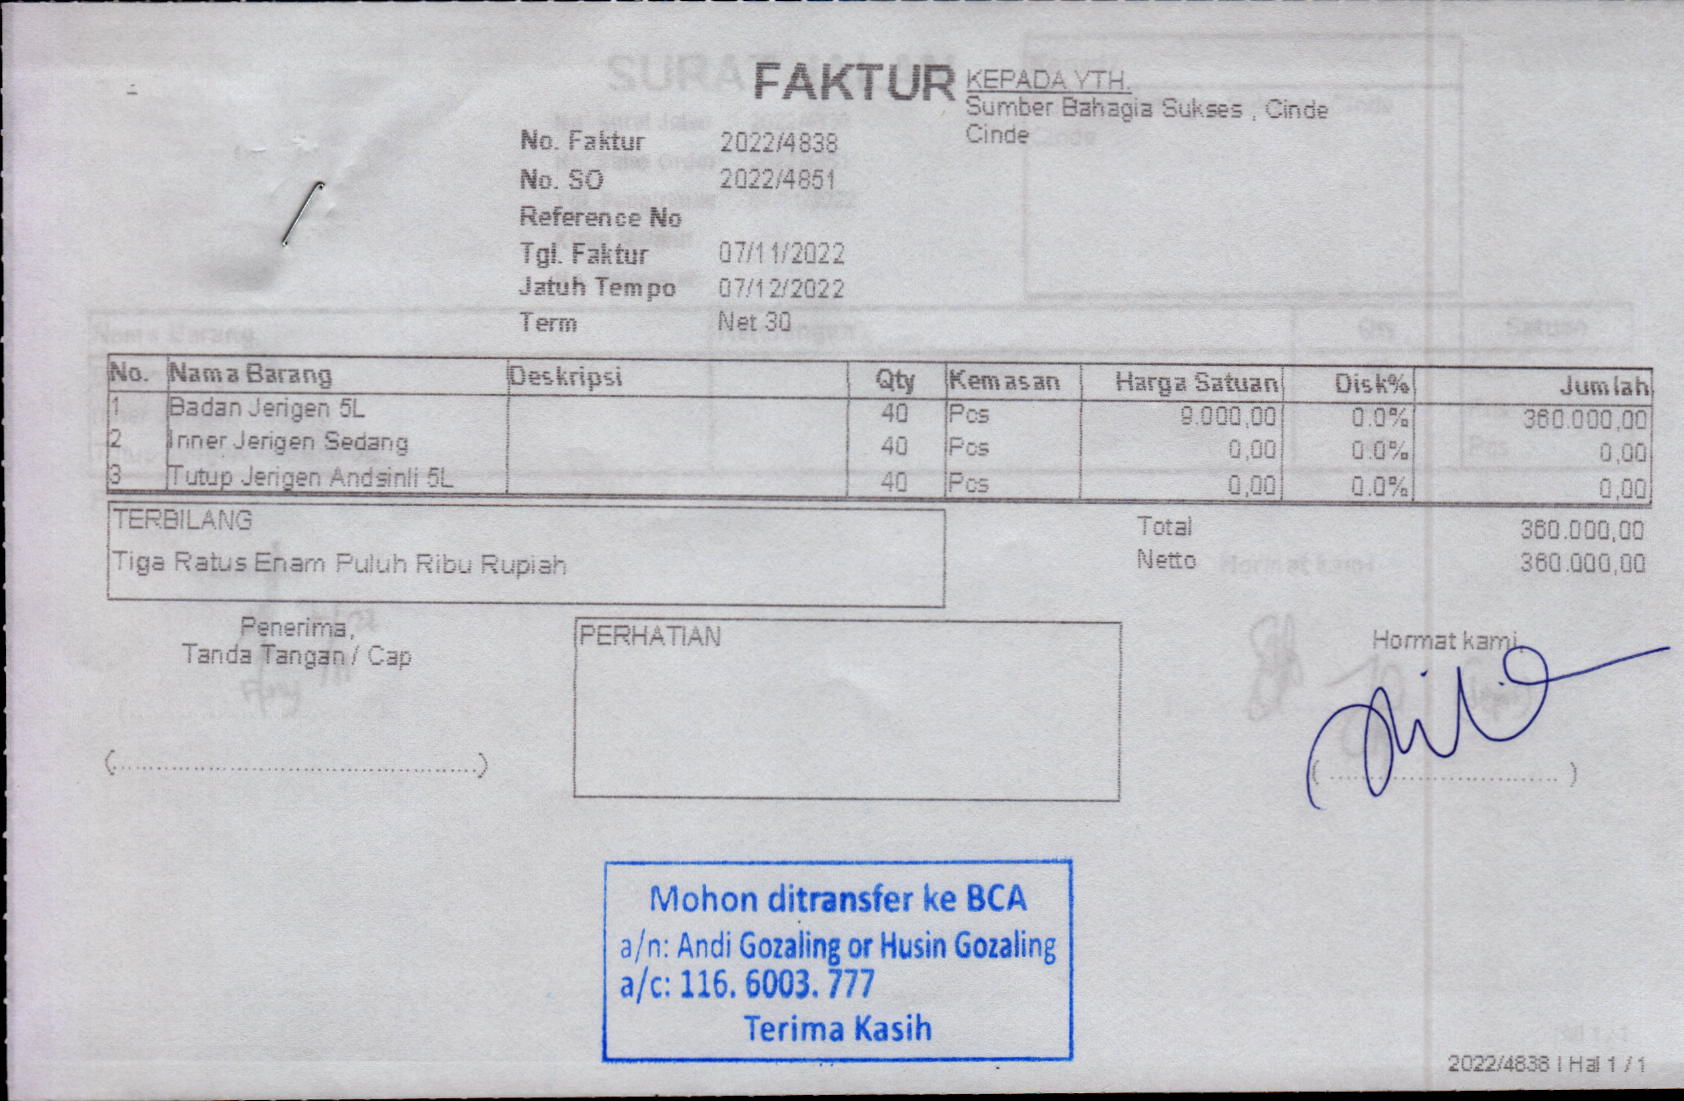 FAKTUR
KEPADA YTH.
Sumber Bahagia Sukses , Cinde
Cinde
No. Faktur 2022/4838
No. SO 2022/4851
Reference No
Tgl. Faktur 07/11/2022
Jatuh Tempo 07/12/2022
Term Net 30
No. Nama Barang Deskripsi Qty Kemasan Harga Satuan Disk% Jumlah
1 Badan Jerigen 5L 40 Pcs 9.000,00 0.0% 360.000,00
2 Inner Jerigen Sedang 40 Pcs 0,00 0.0% 0,00
3 Tutup Jerigen Andsinli 5L 40 Pcs 0,00 0.0% 0,00
TERBILANG
Tiga Ratus Enam Puluh Ribu Rupiah
Total 360.000,00
Netto 360.000,00
Penerima,
Tanda Tangan / Cap
PERHATIAN
Hormat kami,
Mohon ditransfer ke BCA
a/n: Andi Gozaling or Husin Gozaling
a/c: 116. 6003. 777
Terima Kasih
2022/4838 | Hal 1 / 1